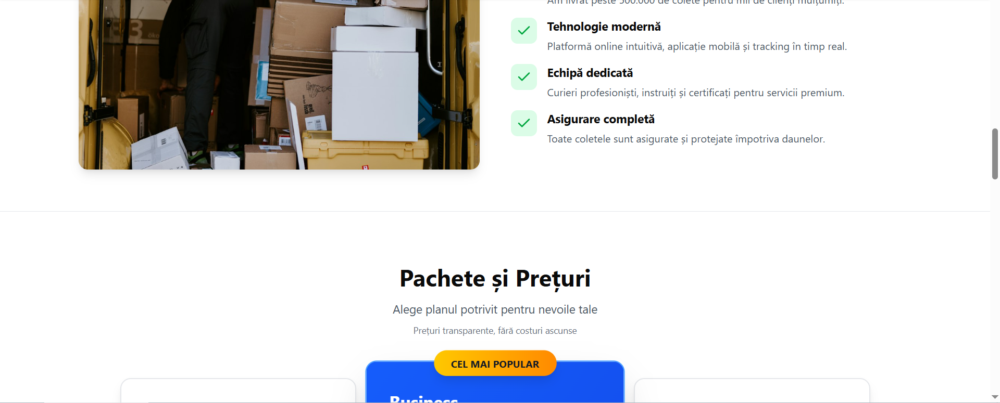 Am livrat peste 500.000 de colete pentru mii de clienți mulțumiți.
Tehnologie modernă
Platformă online intuitivă, aplicație mobilă și tracking în timp real.
Echipă dedicată
Curieri profesioniști, instruiți și certificați pentru servicii premium.
Asigurare completă
Toate coletele sunt asigurate și protejate împotriva daunelor.
Pachete și Prețuri
Alege planul potrivit pentru nevoile tale
Prețuri transparente, fără costuri ascunse
CEL MAI POPULAR
Business